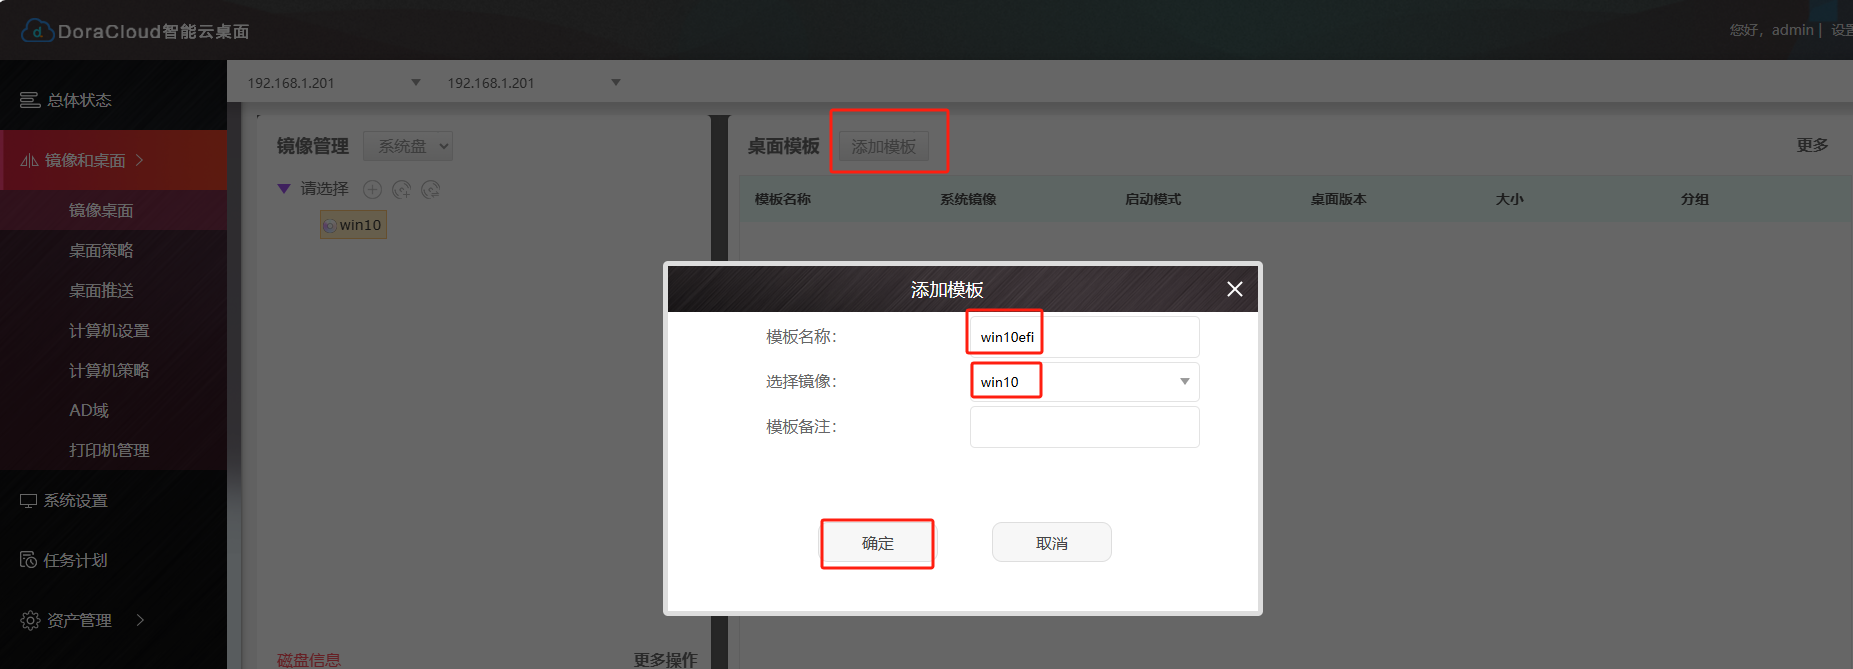 DoraCloud智能云桌面
您好，admin | 设置
总体状态
镜像和桌面
镜像桌面
桌面策略
桌面推送
计算机设置
计算机策略
AD域
打印机管理
系统设置
任务计划
资产管理
192.168.1.201
192.168.1.201
镜像管理
系统盘
请选择
win10
磁盘信息
更多操作
桌面模板
添加模板
更多
模板名称
系统镜像
启动模式
桌面版本
大小
分组
添加模板
模板名称：
win10efi
选择镜像：
win10
模板备注：
确定
取消